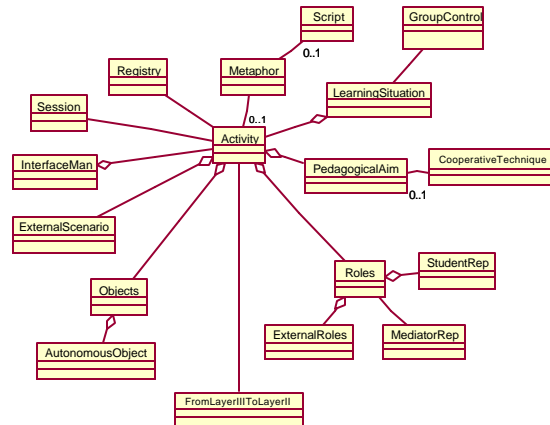 Script
GroupControl
0..1
Registry
Metaphor
LearningSituation
Session
0..1
Activity
InterfaceMan
PedagogicalAim
CooperativeTechnique
0..1
ExternalScenario
StudentRep
Roles
Objects
ExternalRoles
MediatorRep
AutonomousObject
FromLayerIIIToLayerII